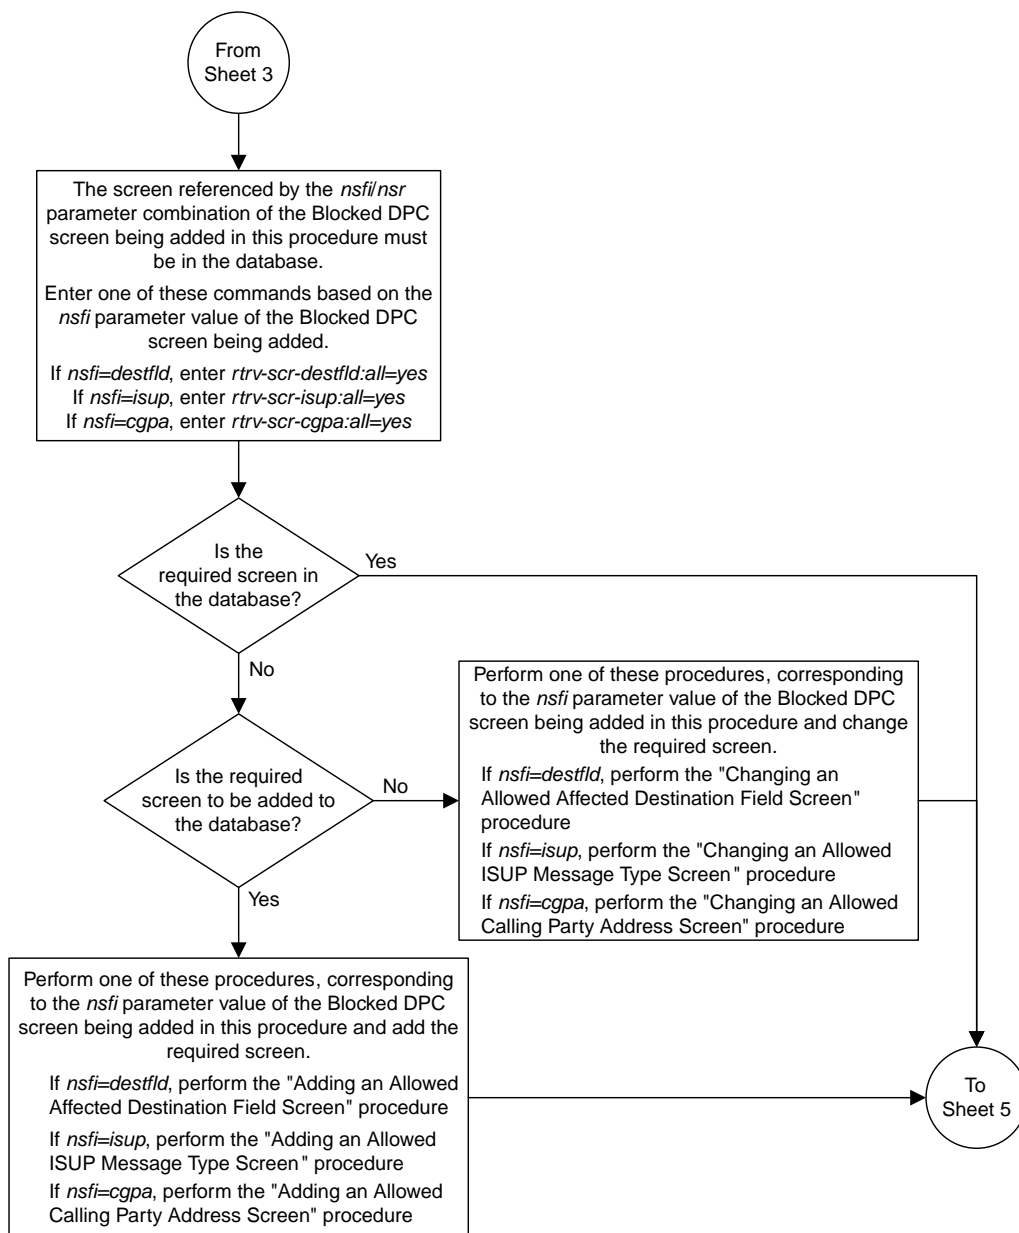 From
Sheet 3
The screen referenced by the nsfi/nsr
parameter combination of the Blocked DPC
screen being added in this procedure must
be in the database.
Enter one of these commands based on the
nsfi parameter value of the Blocked DPC
screen being added.
If nsfi=destfld, enter rtrv-scr-destfld:all=yes
If nsfi=isup, enter rtrv-scr-isup:all=yes
If nsfi=cgpa, enter rtrv-scr-cgpa:all=yes
Is the
required screen in
the database?
Yes
No
Is the required
screen to be added to
the database?
No
Yes
Perform one of these procedures, corresponding
to the nsfi parameter value of the Blocked DPC
screen being added in this procedure and change
the required screen.
If nsfi=destfld, perform the "Changing an
Allowed Affected Destination Field Screen"
procedure
If nsfi=isup, perform the "Changing an Allowed
ISUP Message Type Screen" procedure
If nsfi=cgpa, perform the "Changing an Allowed
Calling Party Address Screen" procedure
Perform one of these procedures, corresponding
to the nsfi parameter value of the Blocked DPC
screen being added in this procedure and add the
required screen.
If nsfi=destfld, perform the "Adding an Allowed
Affected Destination Field Screen" procedure
If nsfi=isup, perform the "Adding an Allowed
ISUP Message Type Screen" procedure
If nsfi=cgpa, perform the "Adding an Allowed
Calling Party Address Screen" procedure
To
Sheet 5